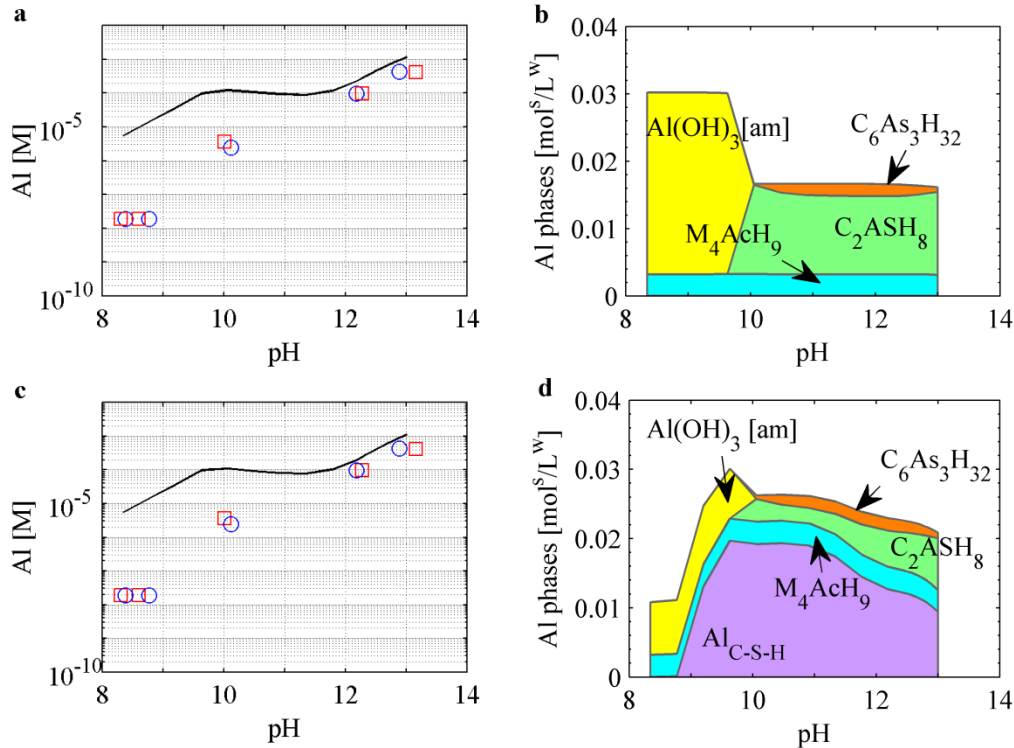 a
Al [M]
10⁻⁵
10⁻¹⁰
8 10 12 14
pH
b
Al phases [molˢ/Lᵂ]
0.04
0.03
0.02
0.01
0
Al(OH)₃[am]
C₆As₃H₃₂
M₄AcH₉
C₂ASH₈
8 10 12 14
pH
c
Al [M]
10⁻⁵
10⁻¹⁰
8 10 12 14
pH
d
Al phases [molˢ/Lᵂ]
0.04
0.03
0.02
0.01
0
Al(OH)₃ [am]
C₆As₃H₃₂
C₂ASH₈
M₄AcH₉
Al_C-S-H
8 10 12 14
pH